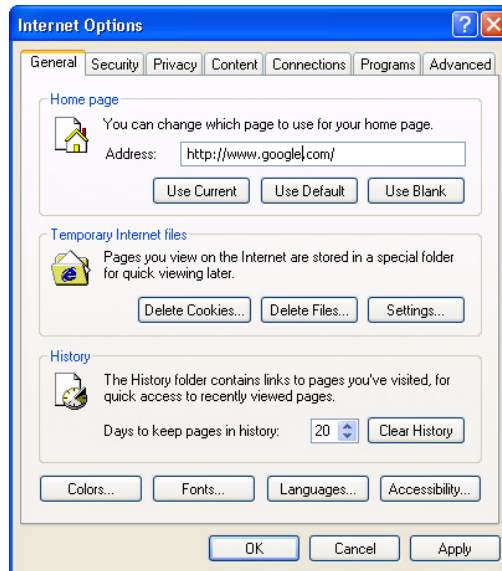 Internet Options
General Security Privacy Content Connections Programs Advanced
Home page
You can change which page to use for your home page.
Address: http://www.google.com/
Use Current Use Default Use Blank
Temporary Internet files
Pages you view on the Internet are stored in a special folder
for quick viewing later.
Delete Cookies... Delete Files... Settings...
History
The History folder contains links to pages you've visited, for
quick access to recently viewed pages.
Days to keep pages in history: 20 Clear History
Colors... Fonts... Languages... Accessibility...
OK Cancel Apply